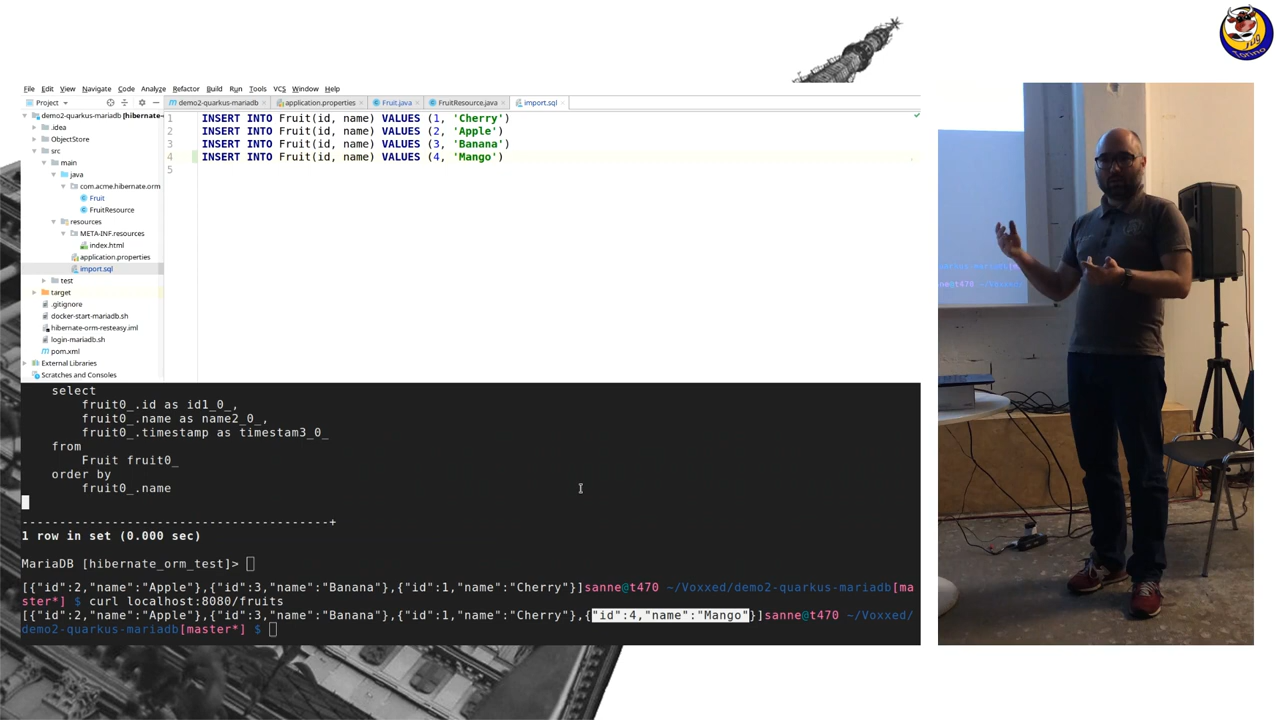 File Edit View Navigate Code Analyze Refactor Build Run Tools VCS Window Help
Project
demo2-quarkus-mariadb
application.properties
Fruit.java
FruitResource.java
import.sql
demo2-quarkus-mariadb [hibernate-
.idea
ObjectStore
src
main
java
com.acme.hibernate.orm
Fruit
FruitResource
resources
META-INF.resources
index.html
application.properties
import.sql
test
target
.gitignore
docker-start-mariadb.sh
hibernate-orm-resteasy.iml
login-mariadb.sh
pom.xml
External Libraries
Scratches and Consoles
1 INSERT INTO Fruit(id, name) VALUES (1, 'Cherry')
2 INSERT INTO Fruit(id, name) VALUES (2, 'Apple')
3 INSERT INTO Fruit(id, name) VALUES (3, 'Banana')
4 INSERT INTO Fruit(id, name) VALUES (4, 'Mango')
5
select
fruit0_.id as id1_0_,
fruit0_.name as name2_0_,
fruit0_.timestamp as timestam3_0_
from
Fruit fruit0_
order by
fruit0_.name
-----------------------------------------+
1 row in set (0.000 sec)
MariaDB [hibernate_orm_test]>
[{"id":2,"name":"Apple"},{"id":3,"name":"Banana"},{"id":1,"name":"Cherry"}]sanne@t470 ~/Voxxed/demo2-quarkus-mariadb[ma
ster*] $ curl localhost:8080/fruits
[{"id":2,"name":"Apple"},{"id":3,"name":"Banana"},{"id":1,"name":"Cherry"},{"id":4,"name":"Mango"}]sanne@t470 ~/Voxxed/
demo2-quarkus-mariadb[master*] $